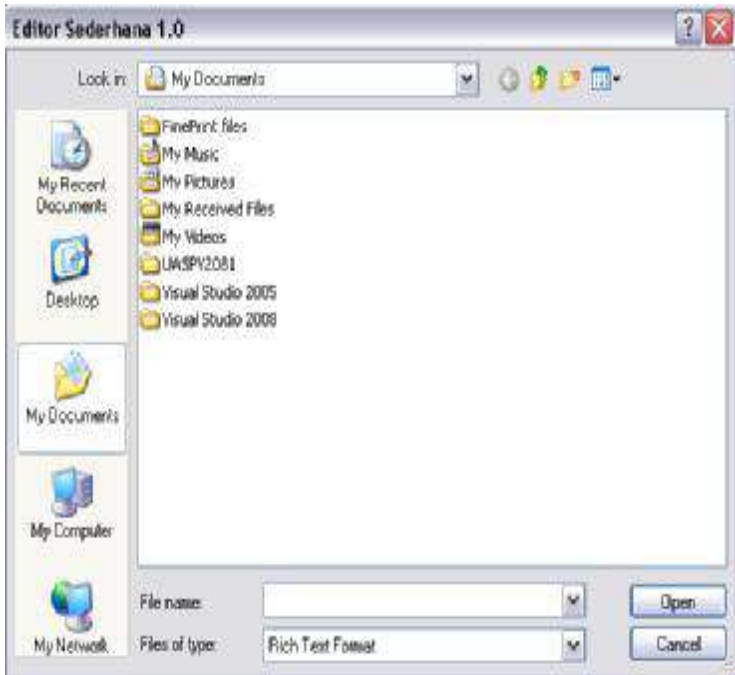 Editor Sederhana 1.0
Look in: My Documents
My Recent
Documents
Desktop
My Documents
My Computer
My Network
FinePrint files
My Music
My Pictures
My Received Files
My Videos
UASPV2081
Visual Studio 2005
Visual Studio 2008
File name:
Open
Files of type: Rich Text Format
Cancel